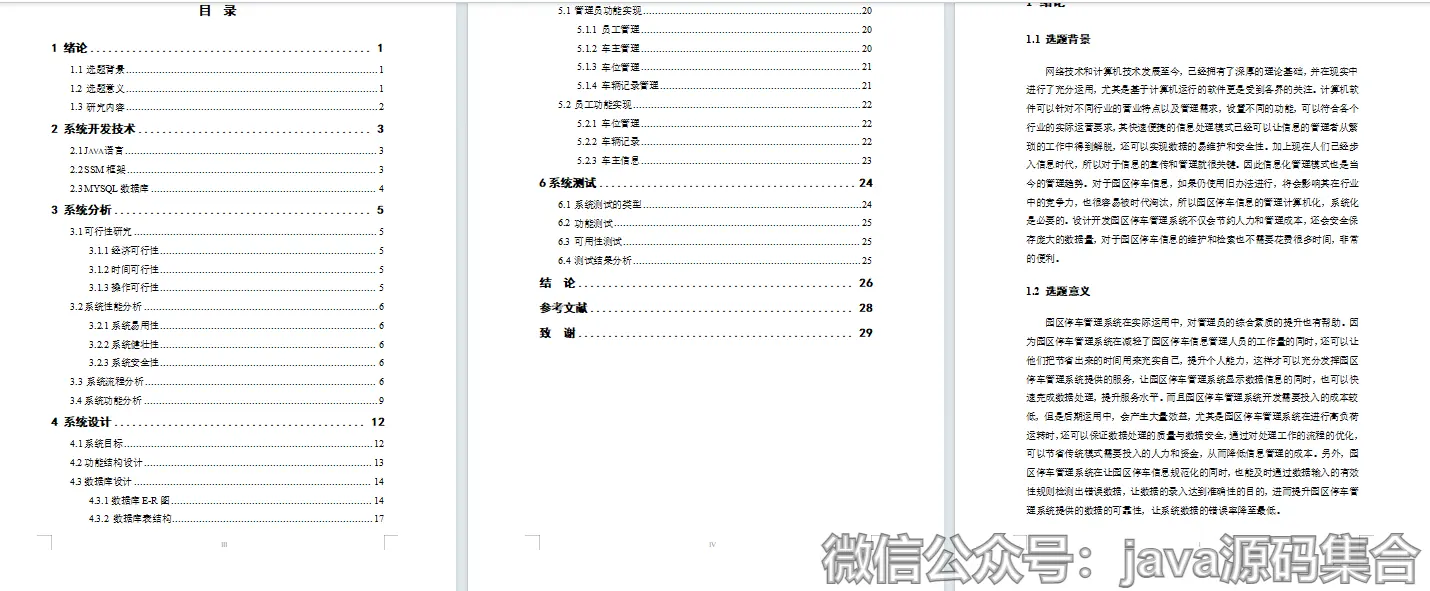 目 录
1 绪论 1
1.1 选题背景 1
1.2 选题意义 1
1.3 研究内容 2
2 系统开发技术 3
2.1 JAVA语言 3
2.2 SSM 框架 3
2.3 MYSQL 数据库 4
3 系统分析 5
3.1 可行性研究 5
3.1.1 经济可行性 5
3.1.2 时间可行性 5
3.1.3 操作可行性 5
3.2 系统性能分析 6
3.2.1 系统易用性 6
3.2.2 系统健壮性 6
3.2.3 系统安全性 6
3.3 系统流程分析 6
3.4 系统功能分析 9
4 系统设计 12
4.1 系统目标 12
4.2 功能结构设计 13
4.3 数据库设计 14
4.3.1 数据库 E-R 图 14
4.3.2 数据库表结构 17
III
5.1 管理员功能实现 20
5.1.1 员工管理 20
5.1.2 车主管理 20
5.1.3 车位管理 21
5.1.4 车辆记录管理 21
5.2 员工功能实现 22
5.2.1 车位管理 22
5.2.2 车辆记录 22
5.2.3 车主信息 23
6 系统测试 24
6.1 系统测试的类型 24
6.2 功能测试 25
6.3 可用性测试 25
6.4 测试结果分析 25
结 论 26
参考文献 28
致 谢 29
IV
1 绪论
1.1 选题背景
网络技术和计算机技术发展至今，已经拥有了深厚的理论基础，并在现实中
进行了充分运用，尤其是基于计算机运行的软件更是受到各界的关注。计算机软
件可以针对不同行业的营业特点以及管理需求，设置不同的功能，可以符合各个
行业的实际运营要求，其快速便捷的信息处理模式已经可以让信息的管理者从繁
琐的工作中得到解脱，还可以实现数据的易维护和安全性。加上现在人们已经步
入信息时代，所以对于信息的宣传和管理就很关键。因此信息化管理模式也是当
今的管理趋势。对于园区停车信息，如果仍使用旧办法进行，将会影响其在行业
中的竞争力，也很容易被时代淘汰，所以园区停车信息的管理计算机化，系统化
是必要的。设计开发园区停车管理系统不仅会节约人力和管理成本，还会安全保
存庞大的数据量，对于园区停车信息的维护和检索也不需要花费很多时间，非常
的便利。
1.2 选题意义
园区停车管理系统在实际运用中，对管理员的综合素质的提升也有帮助。因
为园区停车管理系统在减轻了园区停车信息管理人员的工作量的同时，还可以让
他们把节省出来的时间用来充实自己，提升个人能力，这样才可以充分发挥园区
停车管理系统提供的服务，让园区停车管理系统显示数据信息的同时，也可以快
速完成数据处理，提升服务水平。而且园区停车管理系统开发需要投入的成本较
低，但是后期运用中，会产生大量效益，尤其是园区停车管理系统在进行高负荷
运转时，还可以保证数据处理的质量与数据安全，通过对处理工作的流程的优化，
可以节省传统模式需要投入的人力和资金，从而降低信息管理的成本。另外，园
区停车管理系统在让园区停车信息规范化的同时，也能及时通过数据输入的有效
性规则检测出错误数据，让数据的录入达到准确性的目的，进而提升园区停车管
理系统提供的数据的可靠性，让系统数据的错误率降至最低。
微信公众号：java源码集合